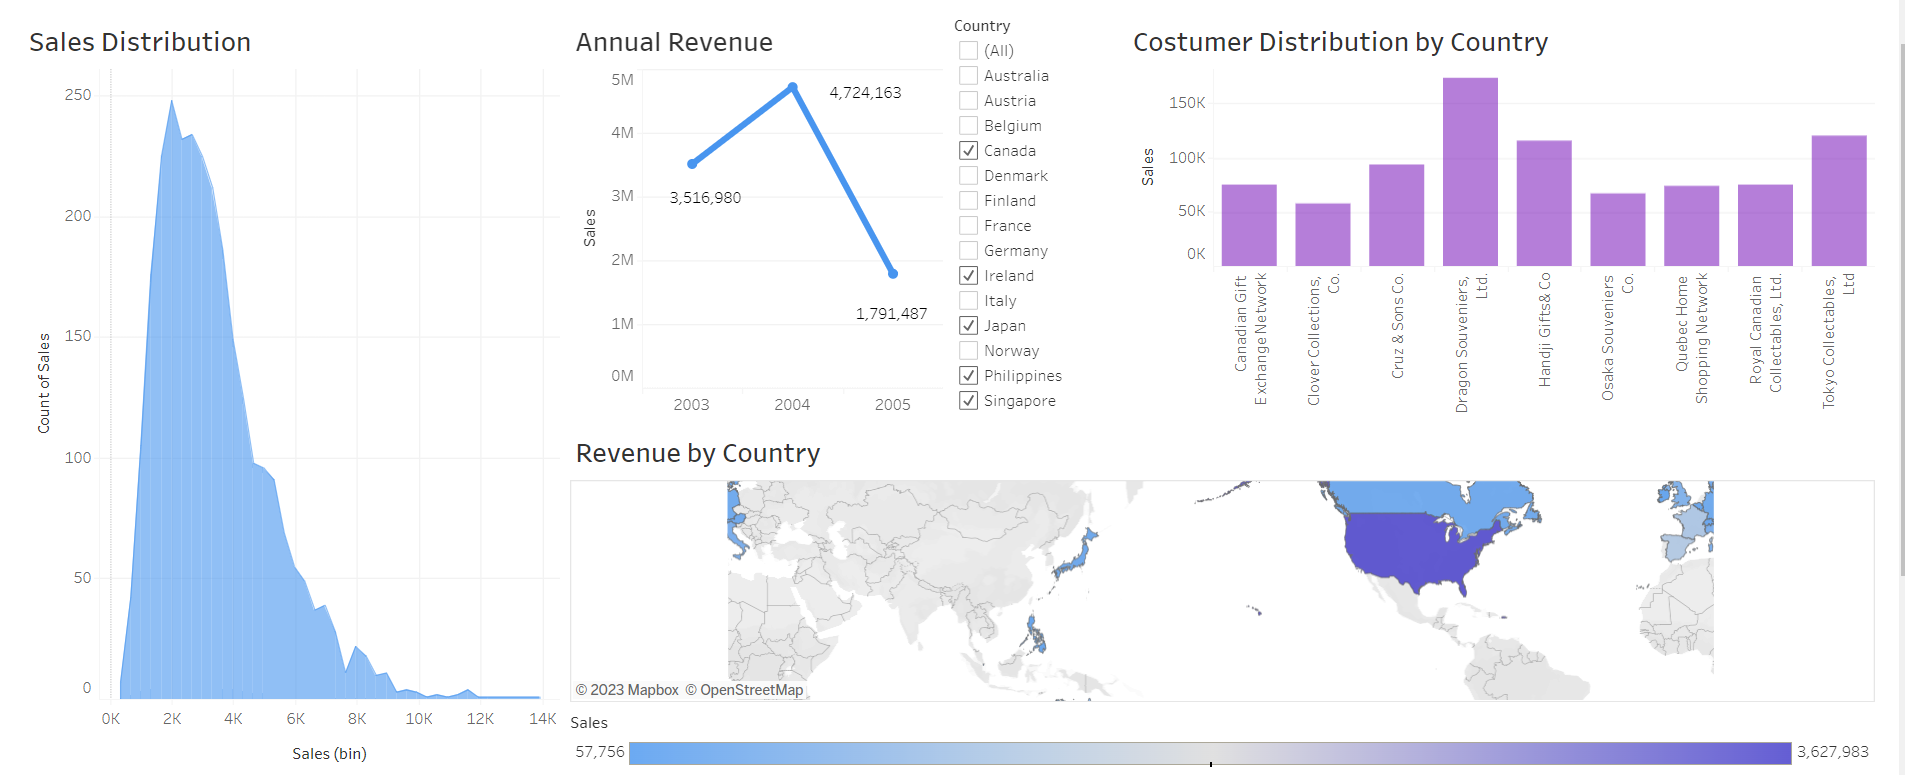 Sales Distribution
250
200
150
100
50
0
Count of Sales
0K 2K 4K 6K 8K 10K 12K 14K
Sales (bin)
Annual Revenue
5M
4M
3M
2M
1M
0M
Sales
4,724,163
3,516,980
1,791,487
2003 2004 2005
Country
(All)
Australia
Austria
Belgium
Canada
Denmark
Finland
France
Germany
Ireland
Italy
Japan
Norway
Philippines
Singapore
Costumer Distribution by Country
150K
100K
50K
0K
Sales
Canadian Gift
Exchange Network
Clover Collections,
Co.
Cruz & Sons Co.
Dragon Souveniers,
Ltd.
Handji Gifts& Co
Osaka Souveniers
Co.
Quebec Home
Shopping Network
Royal Canadian
Collectables, Ltd.
Tokyo Collectables,
Ltd
Revenue by Country
© 2023 Mapbox © OpenStreetMap
Sales
57,756
3,627,983